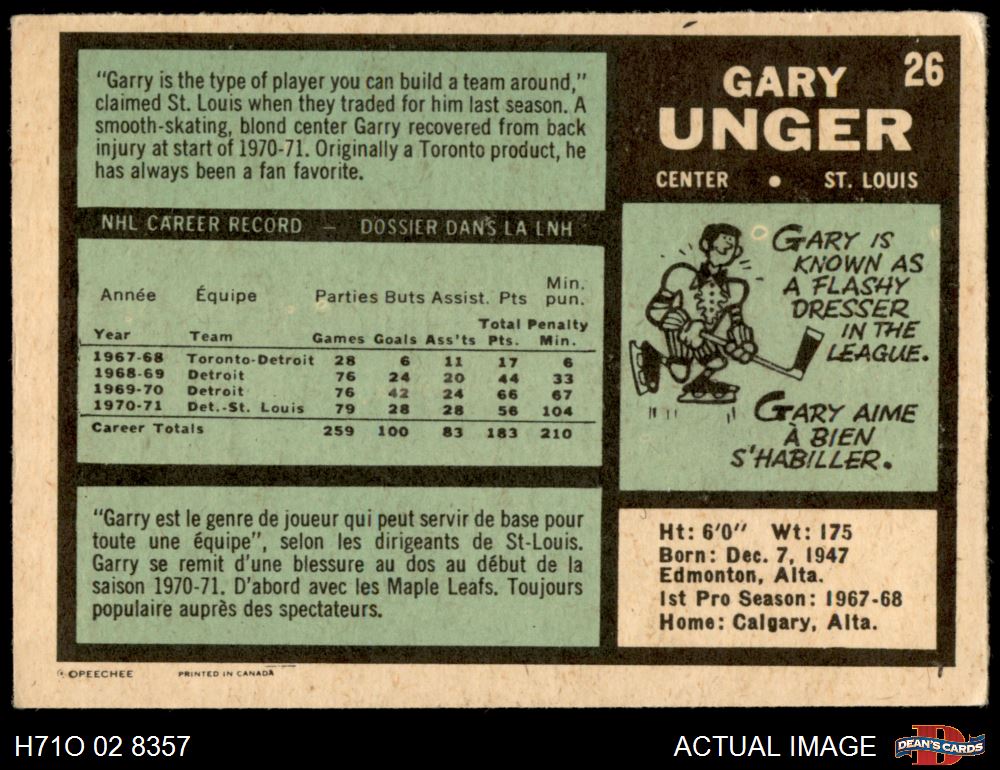 "Garry is the type of player you can build a team around,"
claimed St. Louis when they traded for him last season. A
smooth-skating, blond center Garry recovered from back
injury at start of 1970-71. Originally a Toronto product, he
has always been a fan favorite.
26
GARY
UNGER
CENTER • ST. LOUIS
NHL CAREER RECORD — DOSSIER DANS LA LNH
Année Équipe Parties Buts Assist. Pts Min. pun.
Year Team Games Goals Ass'ts Total Pts. Penalty Min.
1967-68 Toronto-Detroit 28 6 11 17 6
1968-69 Detroit 76 24 20 44 33
1969-70 Detroit 76 42 24 66 67
1970-71 Det.-St. Louis 79 28 28 56 104
Career Totals 259 100 83 183 210
GARY IS
KNOWN AS
A FLASHY
DRESSER
IN THE
LEAGUE.
GARY AIME
À BIEN
S'HABILLER.
"Garry est le genre de joueur qui peut servir de base pour
toute une équipe", selon les dirigeants de St-Louis.
Garry se remit d'une blessure au dos au début de la
saison 1970-71. D'abord avec les Maple Leafs. Toujours
populaire auprès des spectateurs.
Ht: 6'0" Wt: 175
Born: Dec. 7, 1947
Edmonton, Alta.
1st Pro Season: 1967-68
Home: Calgary, Alta.
©OPEECHEE PRINTED IN CANADA
H71O 02 8357
ACTUAL IMAGE
D
DEAN'S CARDS